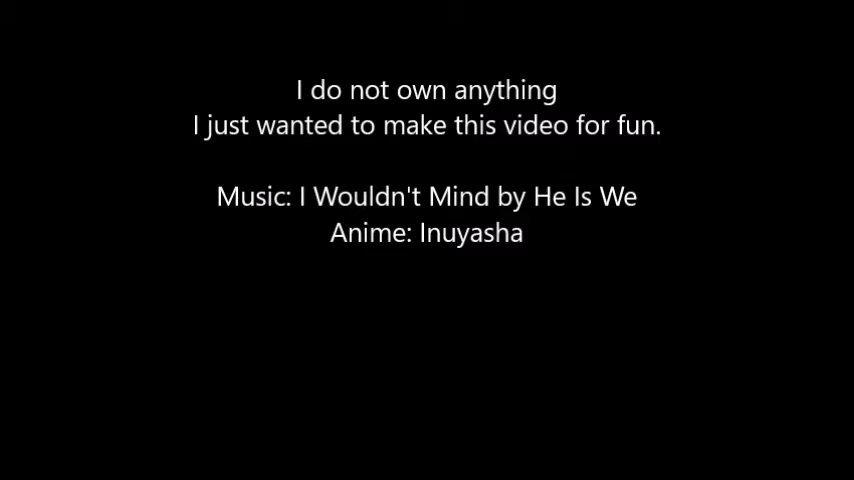 I do not own anything
I just wanted to make this video for fun.
Music: I Wouldn't Mind by He Is We
Anime: Inuyasha